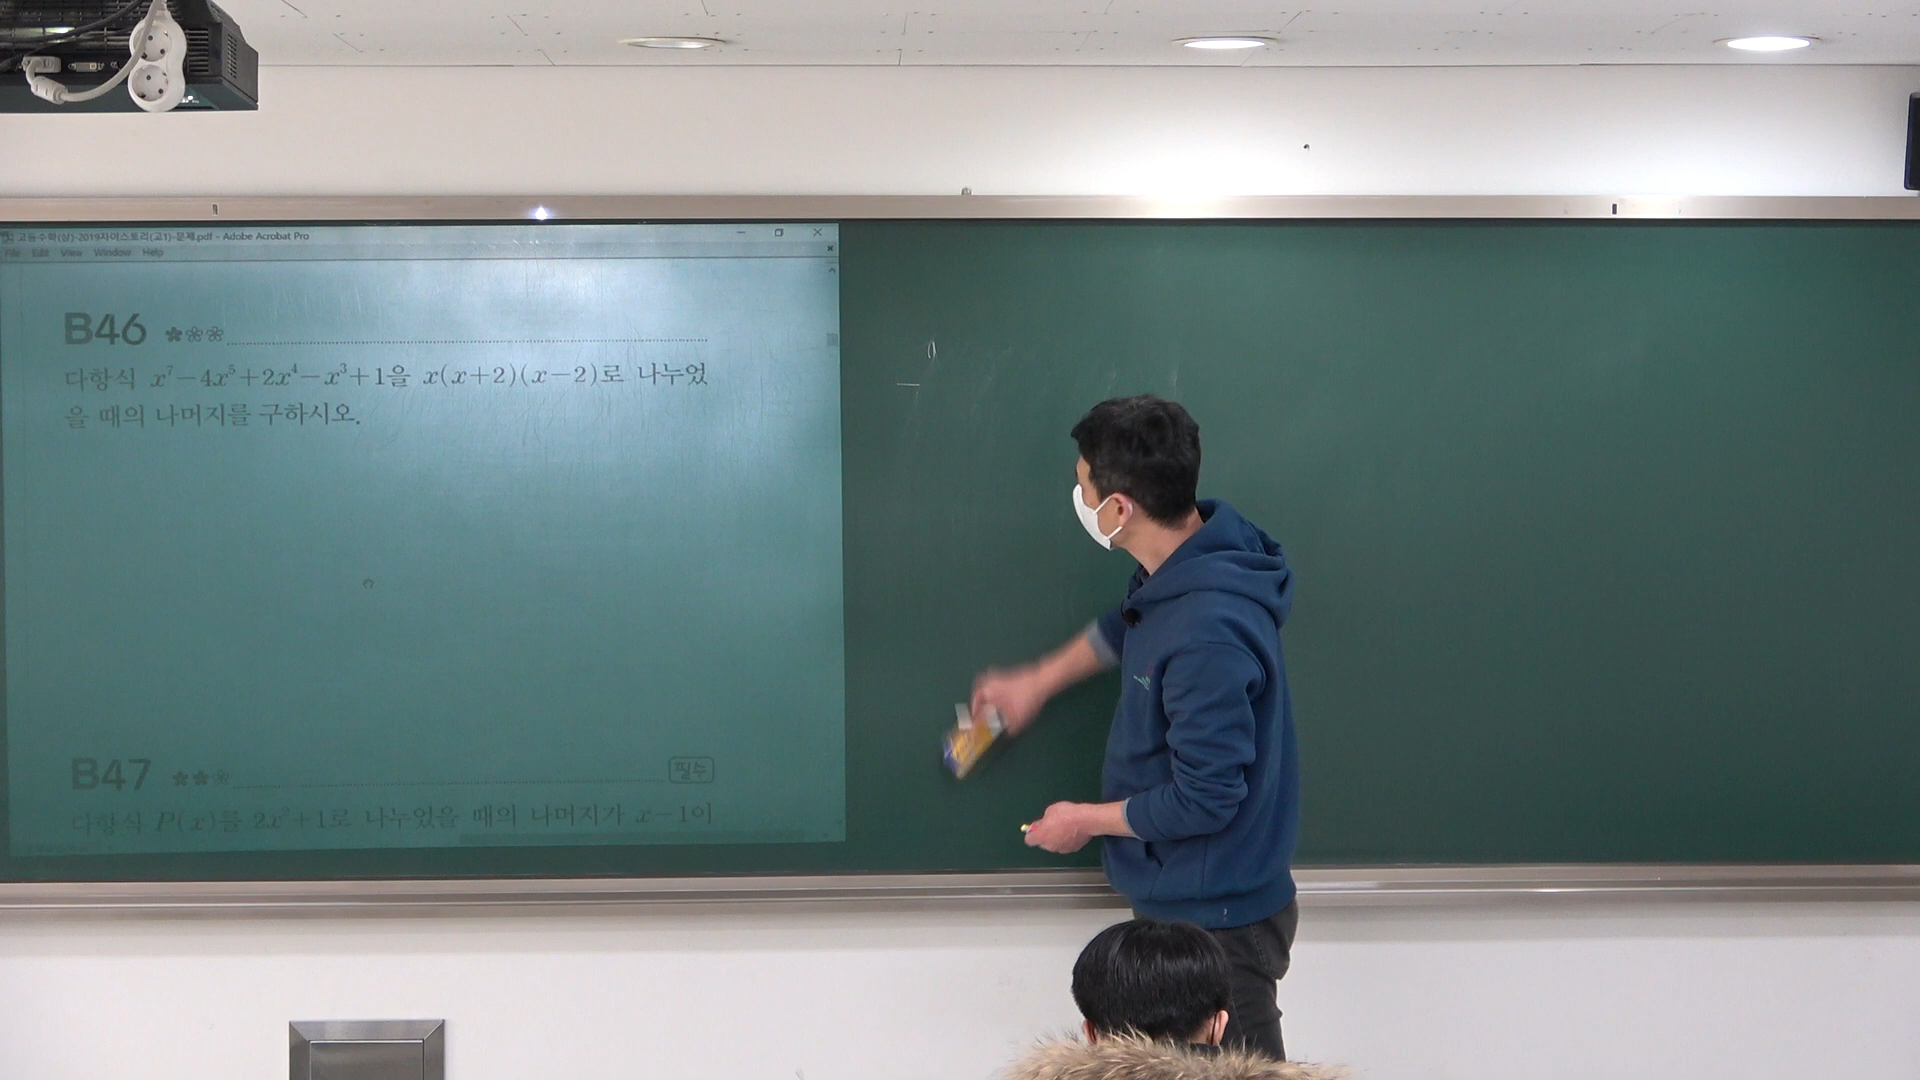 고등수학(상)-2019자이스토리(고1)-문제.pdf - Adobe Acrobat Pro
File Edit View Window Help
B46
다항식 x⁷−4x⁵+2x⁴−x³+1을 x(x+2)(x−2)로 나누었
을 때의 나머지를 구하시오.
B47 필수
다항식 P(x)를 2x²+1로 나누었을 때의 나머지가 x−1이